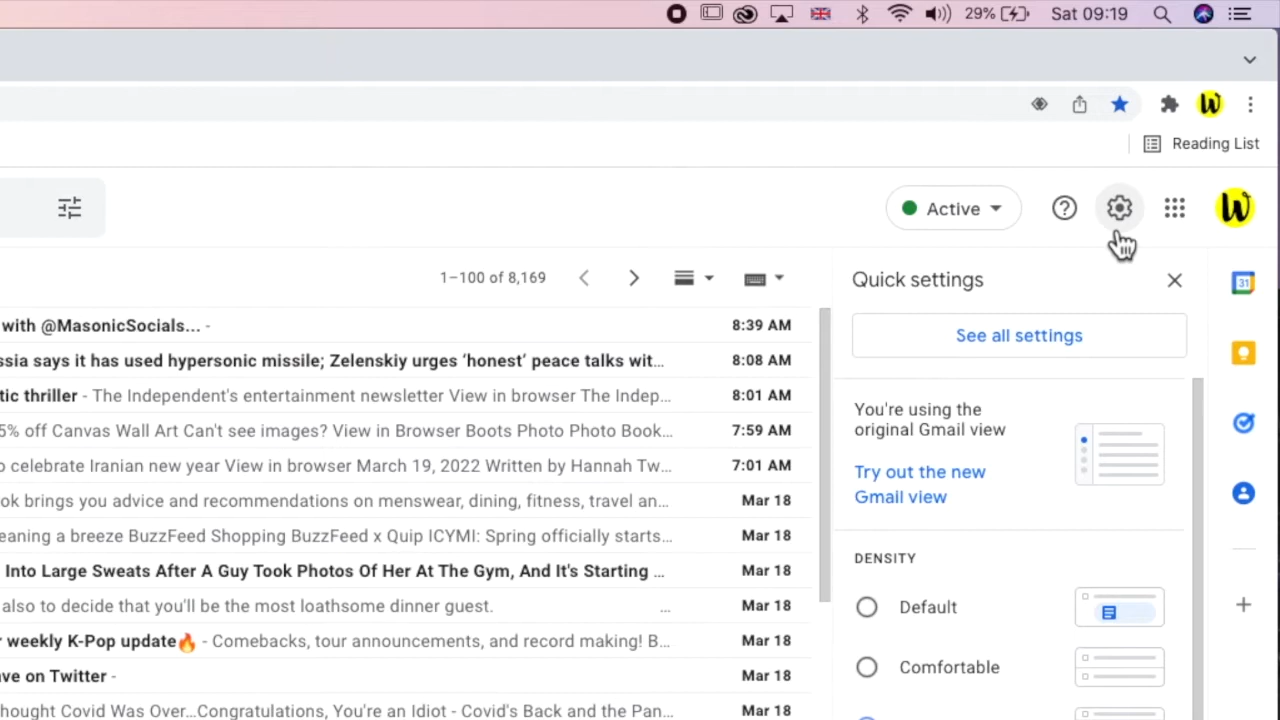 29%
Sat 09:19
W
Reading List
Active
W
1–100 of 8,169
Quick settings
See all settings
with @MasonicSocials... -
8:39 AM
ssia says it has used hypersonic missile; Zelenskiy urges ‘honest’ peace talks wit...
8:08 AM
tic thriller - The Independent's entertainment newsletter View in browser The Indep...
8:01 AM
5% off Canvas Wall Art Can't see images? View in Browser Boots Photo Photo Book...
7:59 AM
o celebrate Iranian new year View in browser March 19, 2022 Written by Hannah Tw...
7:01 AM
ok brings you advice and recommendations on menswear, dining, fitness, travel an...
Mar 18
eaning a breeze BuzzFeed Shopping BuzzFeed x Quip ICYMI: Spring officially starts...
Mar 18
Into Large Sweats After A Guy Took Photos Of Her At The Gym, And It's Starting ...
Mar 18
also to decide that you'll be the most loathsome dinner guest. ...
Mar 18
r weekly K-Pop update🔥 - Comebacks, tour announcements, and record making! B...
Mar 18
ve on Twitter -
Mar 18
hought Covid Was Over...Congratulations, You're an Idiot - Covid's Back and the Pan...
Mar 18
You're using the
original Gmail view
Try out the new
Gmail view
DENSITY
Default
Comfortable
31